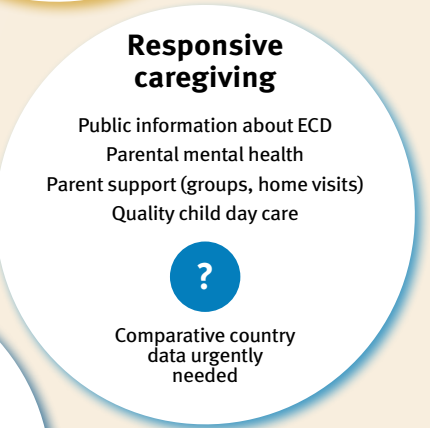 Responsive
caregiving
Public information about ECD
Parental mental health
Parent support (groups, home visits)
Quality child day care
?
Comparative country
data urgently
needed